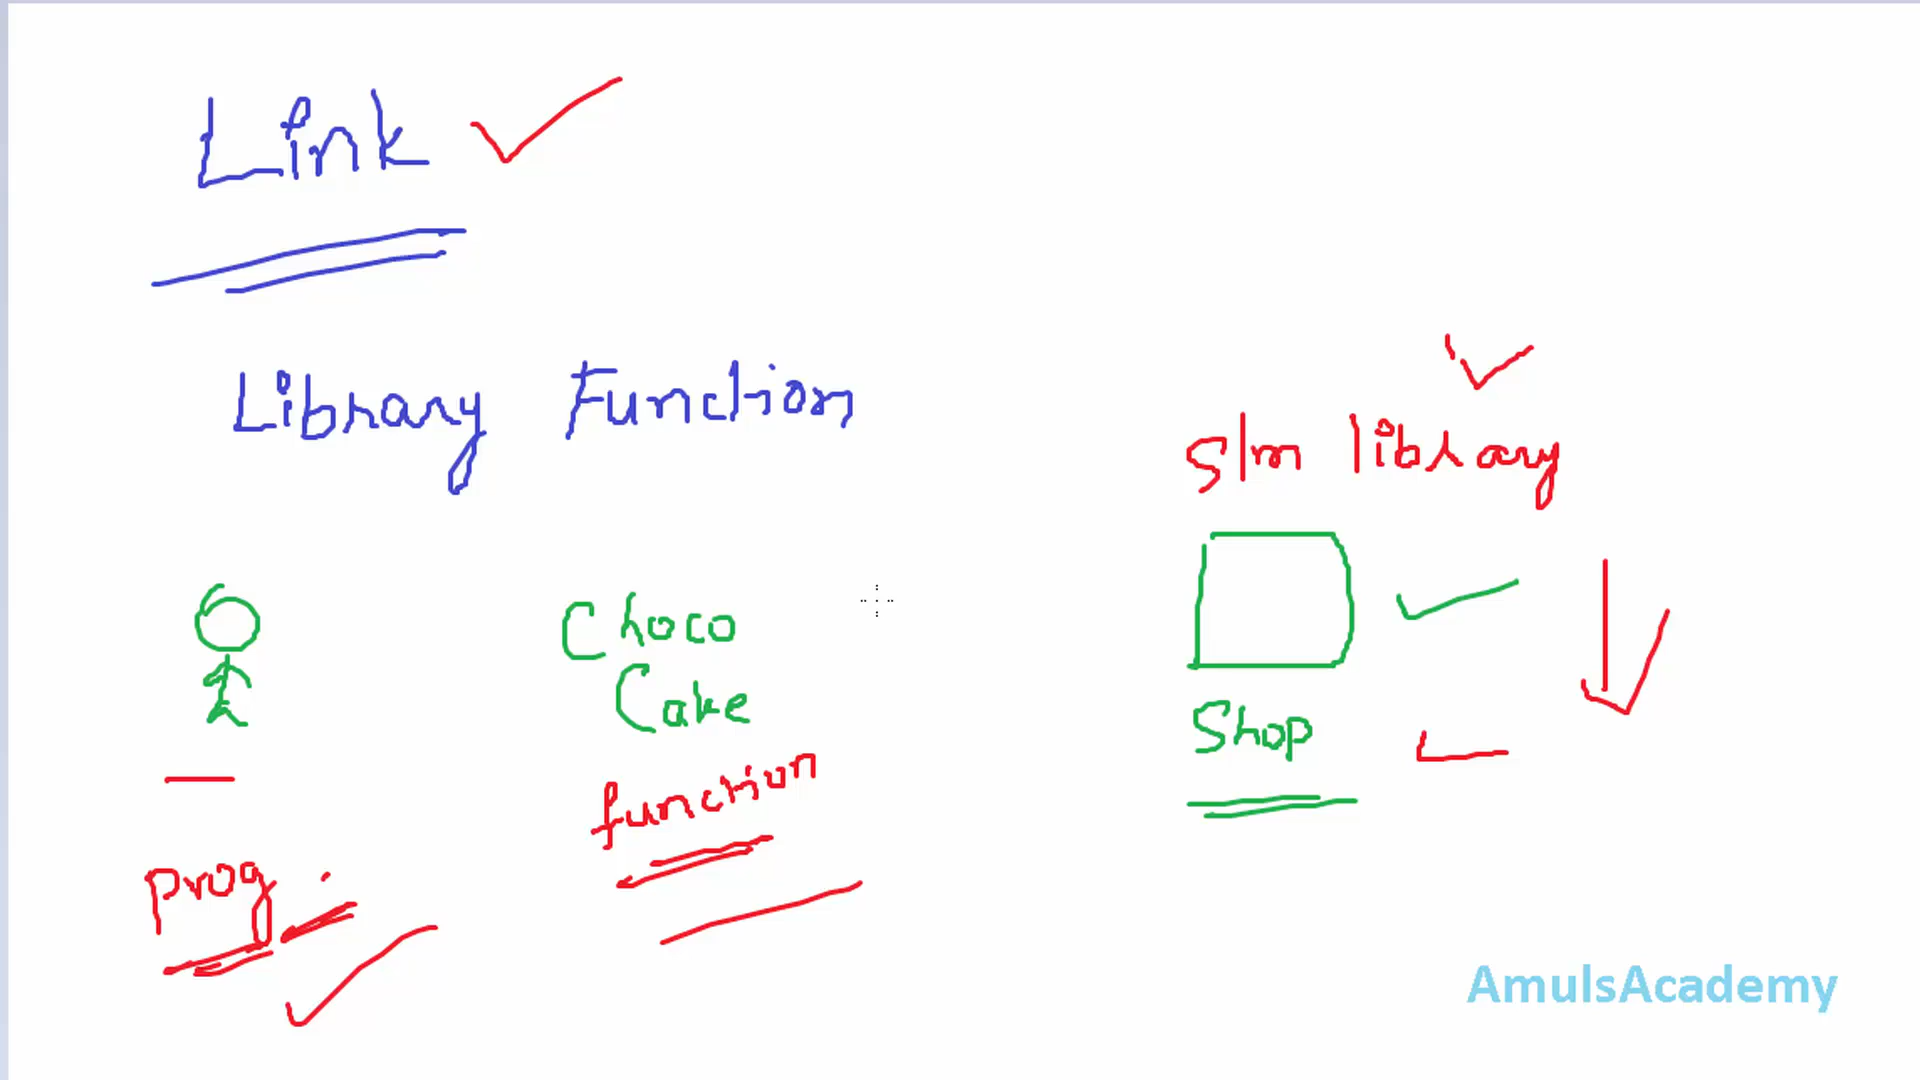 Link
Library Function
S/m library
Choco
Cake
Shop
function
prog
AmulsAcademy